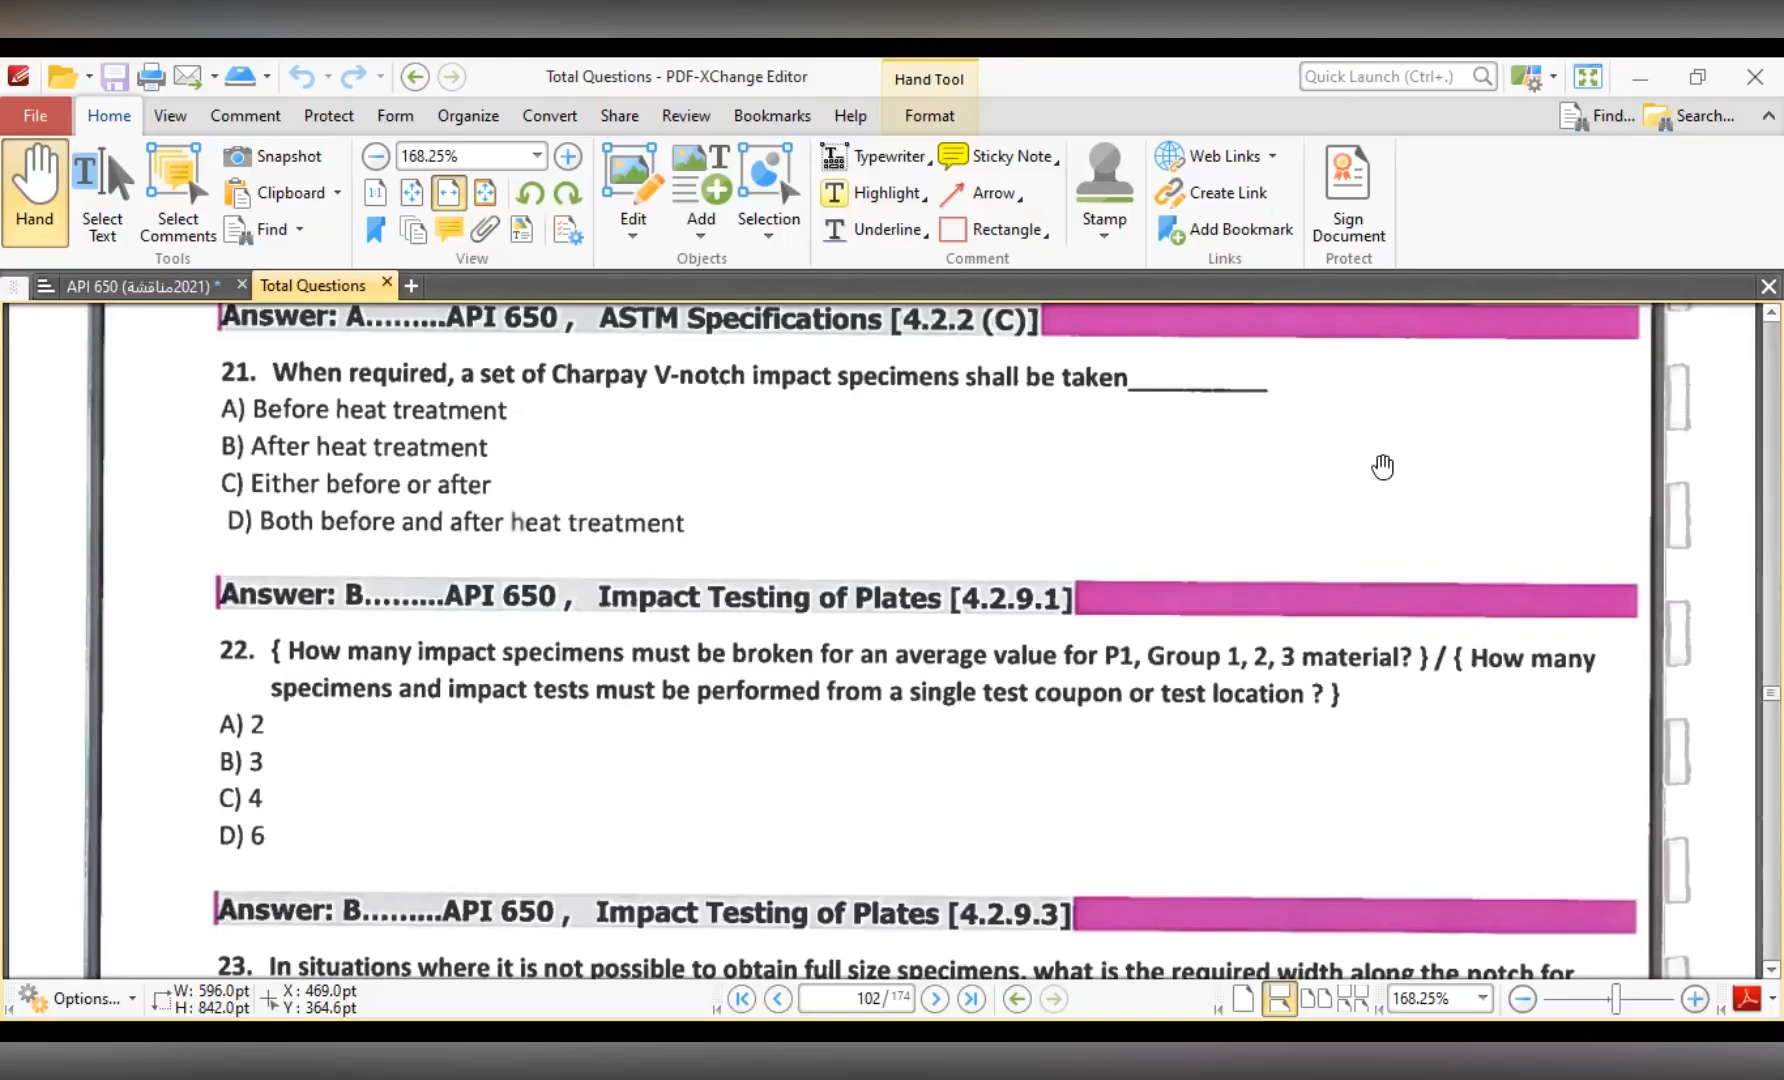 Total Questions - PDF-XChange Editor
Hand Tool
Quick Launch (Ctrl+.)
File Home View Comment Protect Form Organize Convert Share Review Bookmarks Help Format Find... Search...
Hand
Select Text
Select Comments
Snapshot
Clipboard
Find
Tools
168.25%
1:1
View
Edit
Add
Selection
Objects
Typewriter
Sticky Note
Highlight
Arrow
Underline
Rectangle
Comment
Stamp
Web Links
Create Link
Add Bookmark
Links
Sign Document
Protect
API 650 (مناقشة2021) *
Total Questions
Answer: A.........API 650 , ASTM Specifications [4.2.2 (C)]
21. When required, a set of Charpay V-notch impact specimens shall be taken__________
A) Before heat treatment
B) After heat treatment
C) Either before or after
D) Both before and after heat treatment
Answer: B.........API 650 , Impact Testing of Plates [4.2.9.1]
22. { How many impact specimens must be broken for an average value for P1, Group 1, 2, 3 material? } / { How many
specimens and impact tests must be performed from a single test coupon or test location ? }
A) 2
B) 3
C) 4
D) 6
Answer: B.........API 650 , Impact Testing of Plates [4.2.9.3]
23. In situations where it is not possible to obtain full size specimens, what is the required width along the notch for
Options...
W: 596.0pt
H: 842.0pt
X: 469.0pt
Y: 364.6pt
102 / 174
168.25%